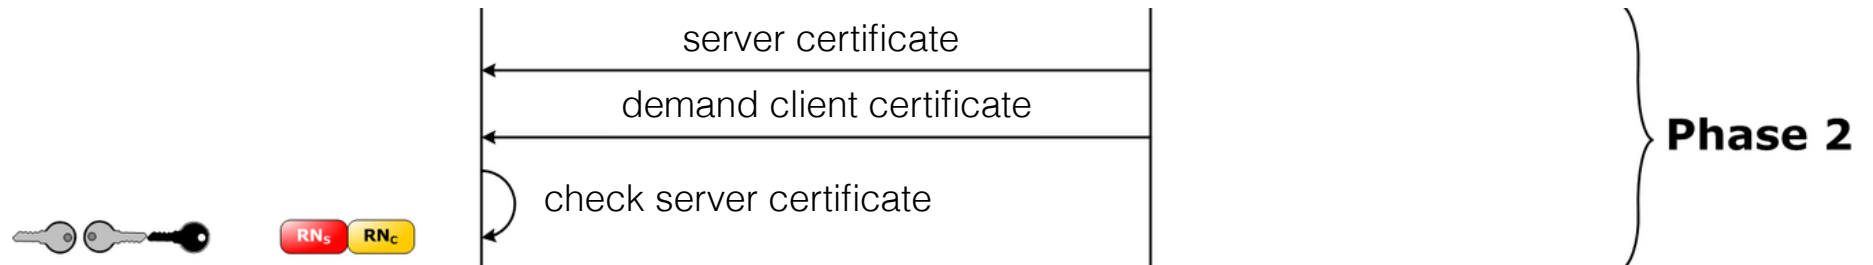 server certificate
demand client certificate
Phase 2
check server certificate
RNS RNC